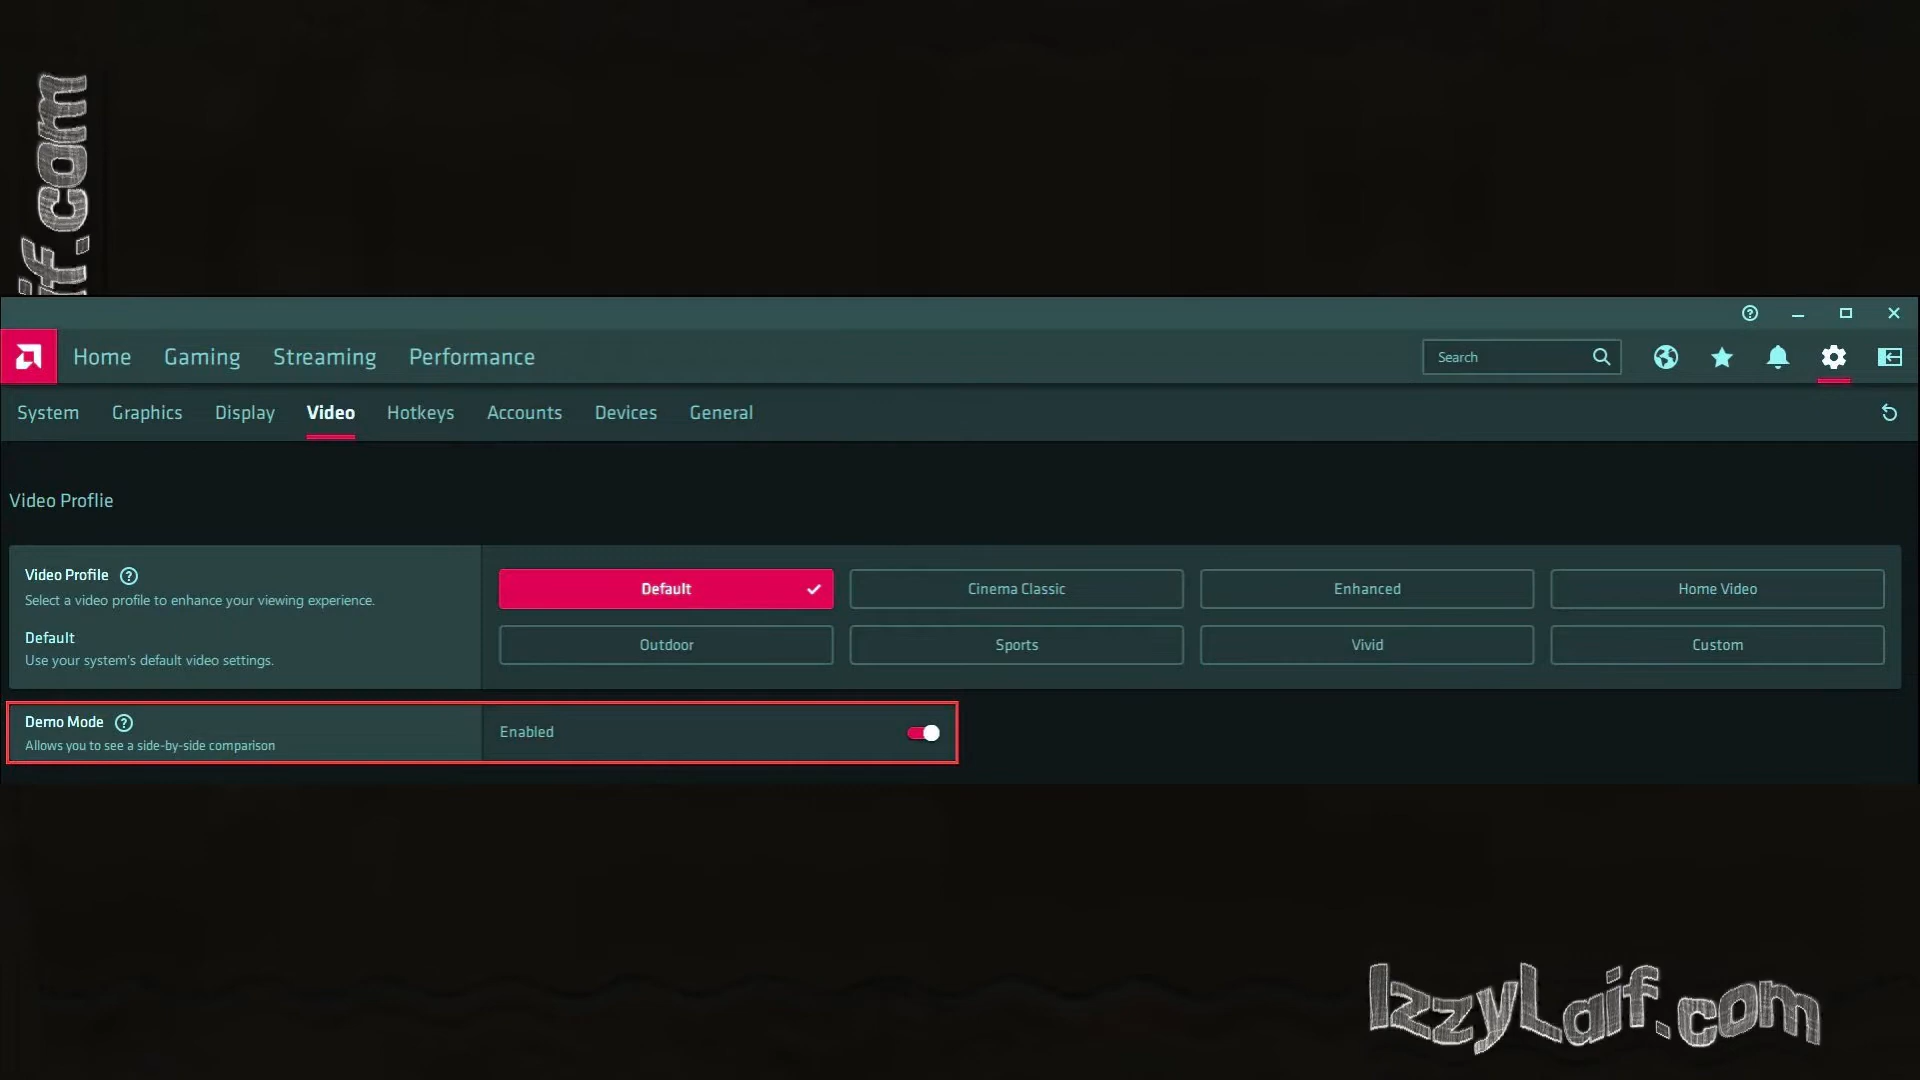 if.com
Home Gaming Streaming Performance Search
System Graphics Display Video Hotkeys Accounts Devices General
Video Proflie
Video Profile
Select a video profile to enhance your viewing experience.
Default
Use your system's default video settings.
Default Cinema Classic Enhanced Home Video
Outdoor Sports Vivid Custom
Demo Mode
Allows you to see a side-by-side comparison
Enabled
IzzyLaif.com